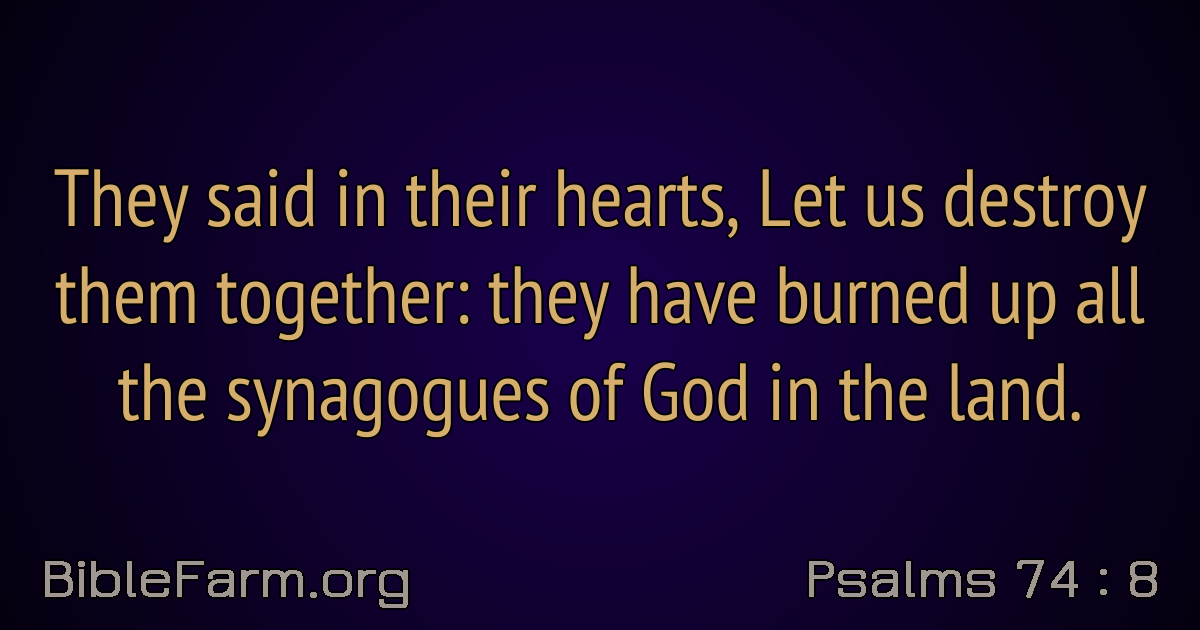 They said in their hearts, Let us destroy
them together: they have burned up all
the synagogues of God in the land.
BibleFarm.org
Psalms 74 : 8